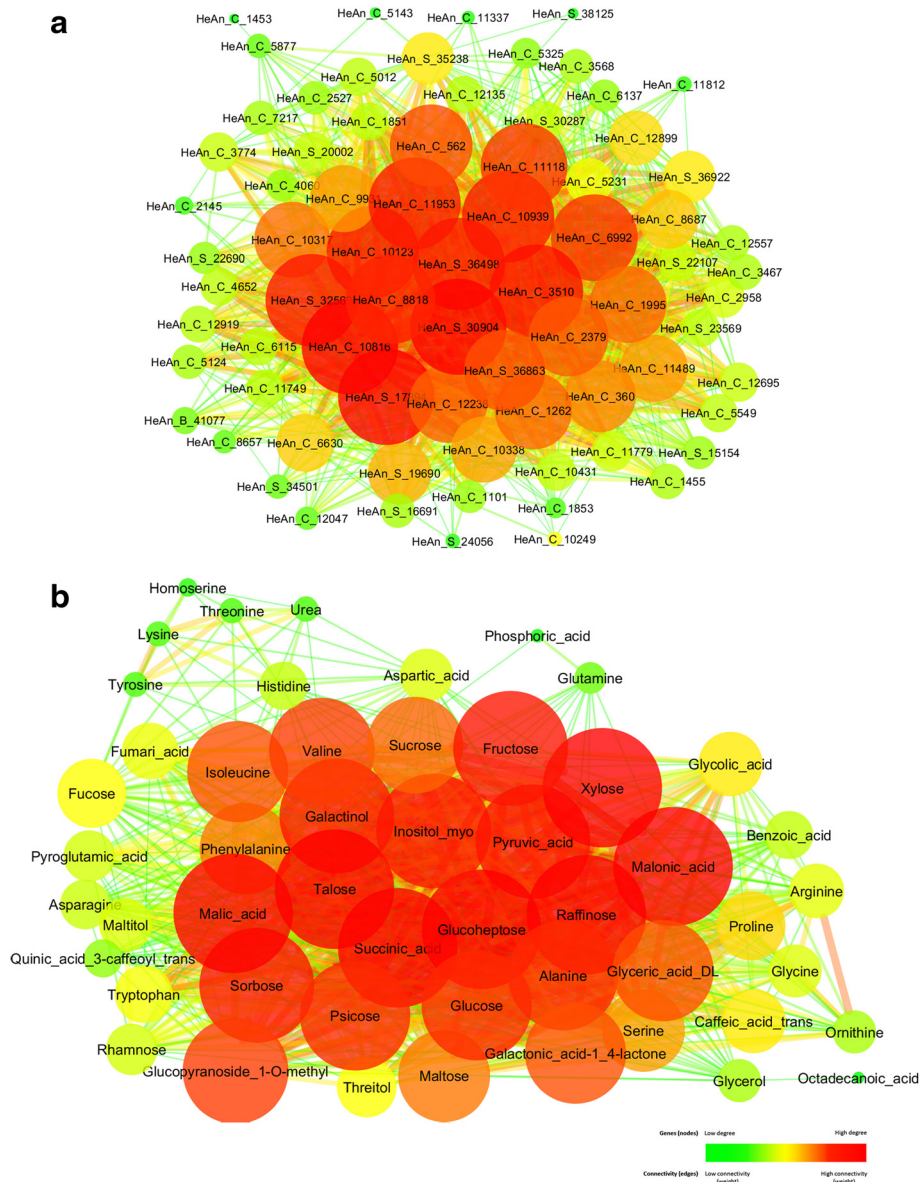 a
HeAn_C_1453
HeAn_C_5143
HeAn_C_11337
HeAn_S_38125
HeAn_C_5877
HeAn_S_35238
HeAn_C_5325
HeAn_C_3568
HeAn_C_5012
HeAn_C_11812
HeAn_C_2527
HeAn_C_12135
HeAn_C_6137
HeAn_C_7217
HeAn_C_1851
HeAn_S_30287
HeAn_C_12899
HeAn_C_3774
HeAn_S_20002
HeAn_C_562
HeAn_C_11118
HeAn_S_36922
HeAn_C_4060
HeAn_C_5231
HeAn_C_2145
HeAn_C_11953
HeAn_C_10939
HeAn_C_8687
HeAn_C_10317
HeAn_C_6992
HeAn_C_12557
HeAn_S_22690
HeAn_C_10123
HeAn_S_36498
HeAn_S_22107
HeAn_C_3467
HeAn_C_4652
HeAn_C_8818
HeAn_C_3510
HeAn_C_1995
HeAn_C_2958
HeAn_C_12919
HeAn_S_30904
HeAn_C_2379
HeAn_S_23569
HeAn_C_6115
HeAn_C_10816
HeAn_C_5124
HeAn_S_36863
HeAn_C_11489
HeAn_C_12695
HeAn_C_11749
HeAn_C_12238
HeAn_C_1262
HeAn_C_360
HeAn_C_5549
HeAn_B_41077
HeAn_C_8657
HeAn_C_6630
HeAn_C_10338
HeAn_C_11779
HeAn_S_15154
HeAn_S_19690
HeAn_C_10431
HeAn_C_1455
HeAn_S_34501
HeAn_C_1101
HeAn_S_16691
HeAn_C_1853
HeAn_C_12047
HeAn_S_24056
HeAn_C_10249
b
Homoserine
Threonine
Urea
Lysine
Phosphoric_acid
Tyrosine
Histidine
Aspartic_acid
Glutamine
Fumari_acid
Valine
Sucrose
Fructose
Glycolic_acid
Isoleucine
Fucose
Xylose
Galactinol
Inositol_myo
Pyruvic_acid
Benzoic_acid
Pyroglutamic_acid
Phenylalanine
Malonic_acid
Talose
Arginine
Asparagine
Malic_acid
Raffinose
Maltitol
Glucoheptose
Proline
Succinic_acid
Quinic_acid_3-caffeoyl_trans
Alanine
Glyceric_acid_DL
Glycine
Tryptophan
Sorbose
Psicose
Glucose
Caffeic_acid_trans
Serine
Ornithine
Rhamnose
Galactonic_acid-1_4-lactone
Glucopyranoside_1-O-methyl
Threitol
Maltose
Glycerol
Octadecanoic_acid
Genes (nodes) Low degree High degree
Connectivity (edges) Low connectivity High connectivity
(weight) (weight)